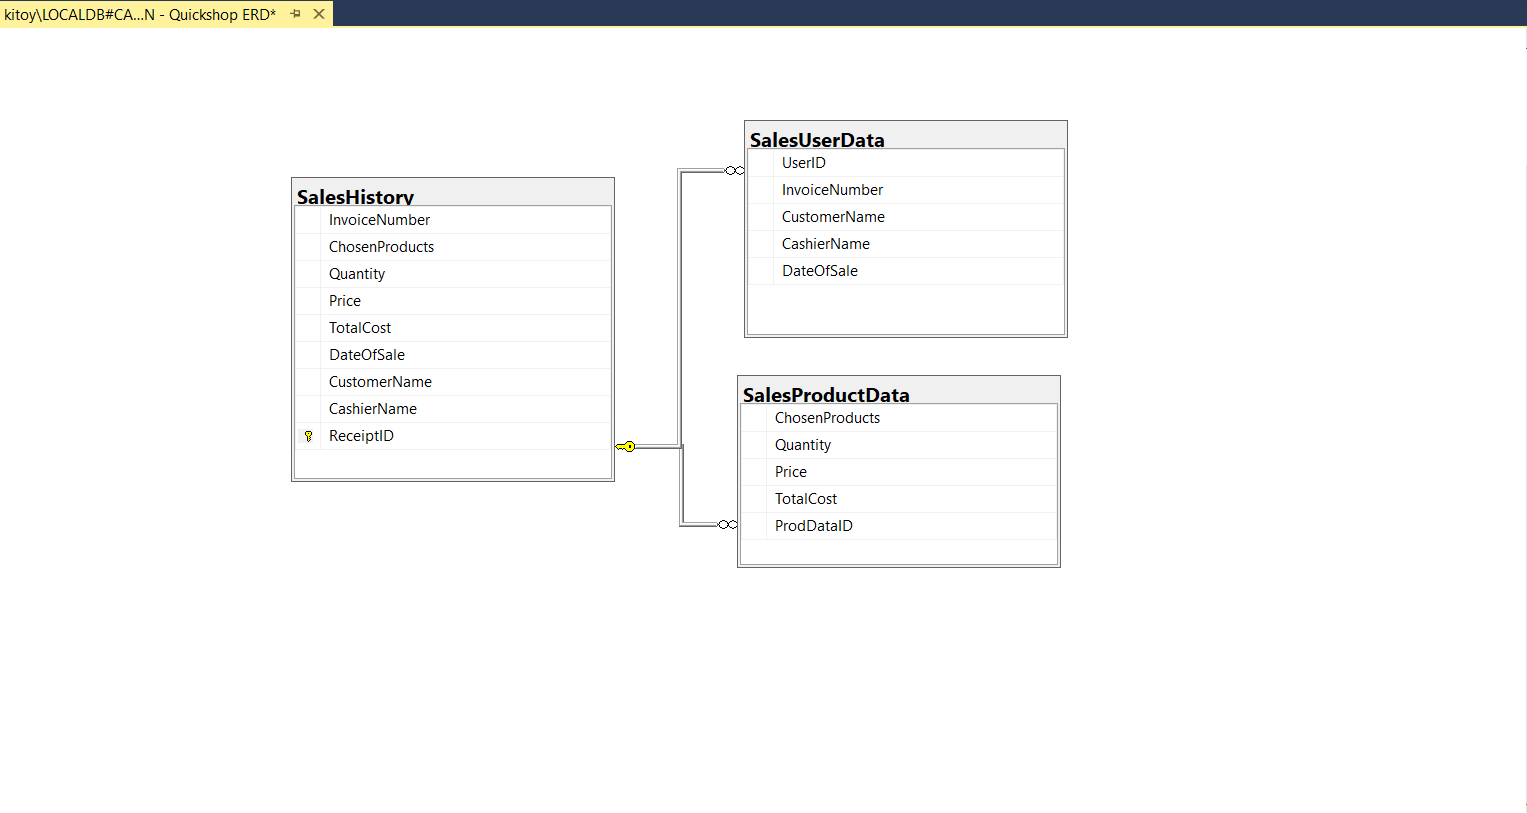 kitoy\LOCALDB#CA...N - Quickshop ERD*
SalesHistory
InvoiceNumber
ChosenProducts
Quantity
Price
TotalCost
DateOfSale
CustomerName
CashierName
ReceiptID
SalesUserData
UserID
InvoiceNumber
CustomerName
CashierName
DateOfSale
SalesProductData
ChosenProducts
Quantity
Price
TotalCost
ProdDataID